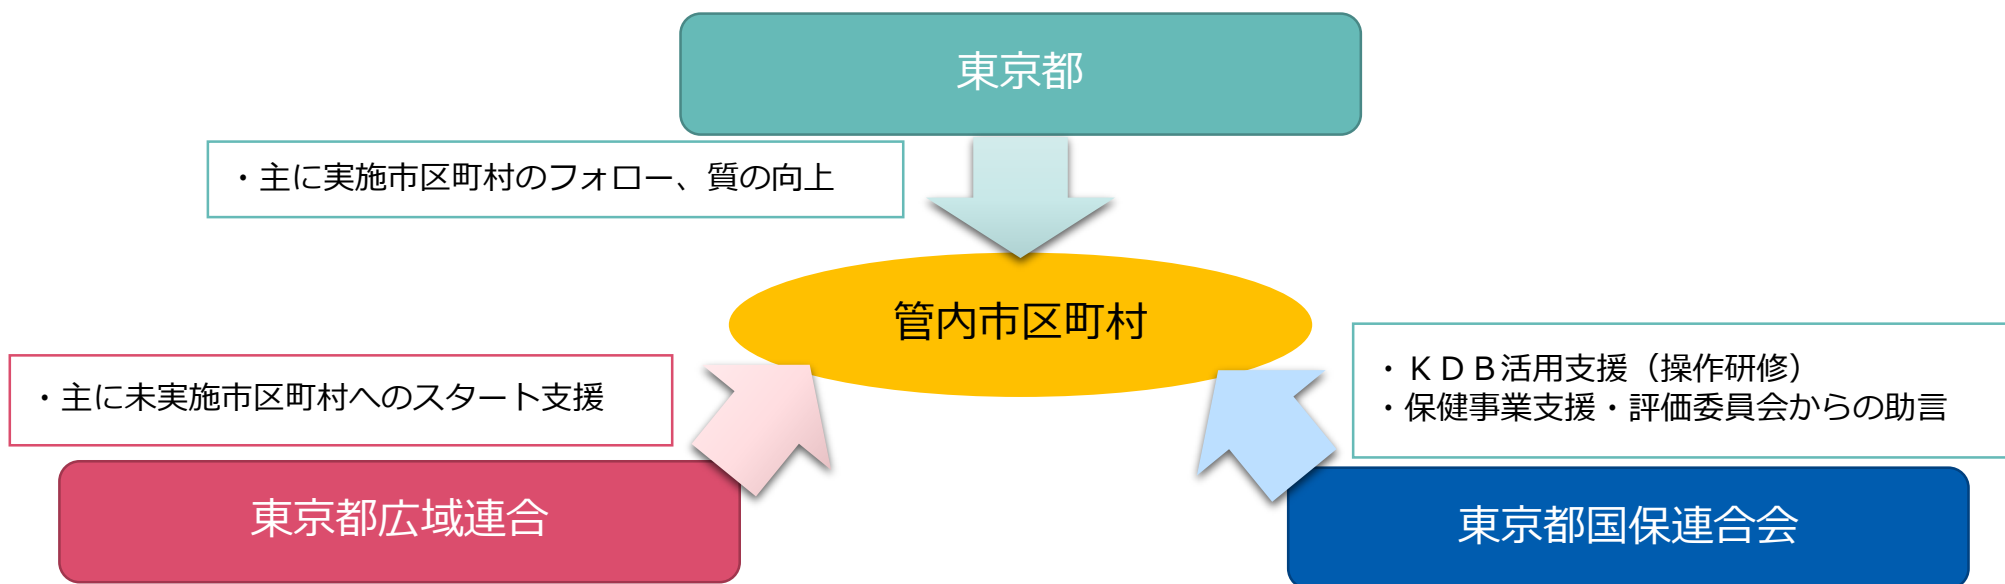 東京都
・主に実施市区町村のフォロー、質の向上
管内市区町村
・主に未実施市区町村へのスタート支援
・ＫＤＢ活用支援（操作研修）
・保健事業支援・評価委員会からの助言
東京都広域連合
東京都国保連合会